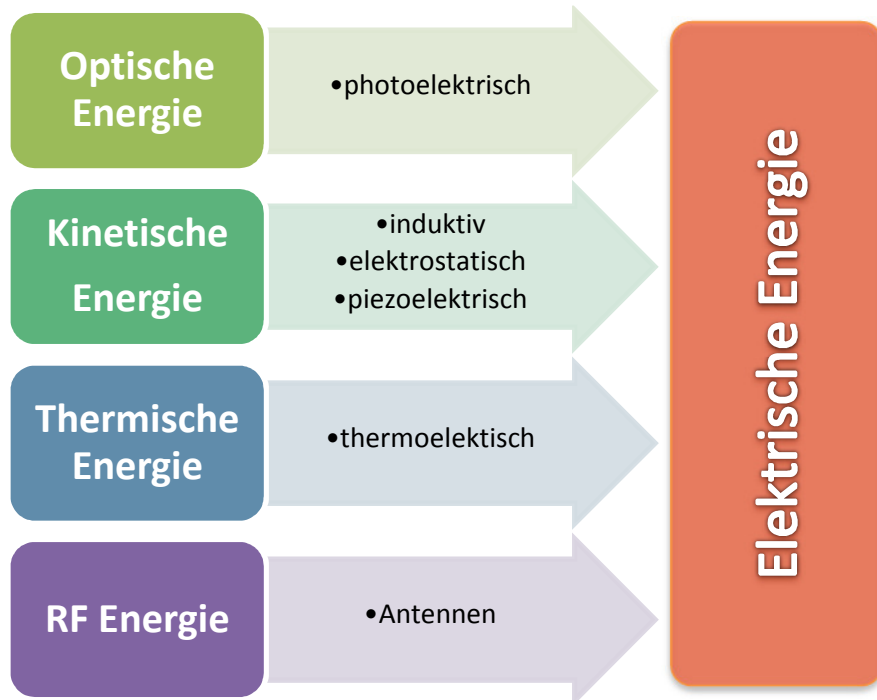 Optische
Energie
•photoelektrisch
Kinetische
Energie
•induktiv
•elektrostatisch
•piezoelektrisch
Thermische
Energie
•thermoelektisch
RF Energie
•Antennen
Elektrische Energie